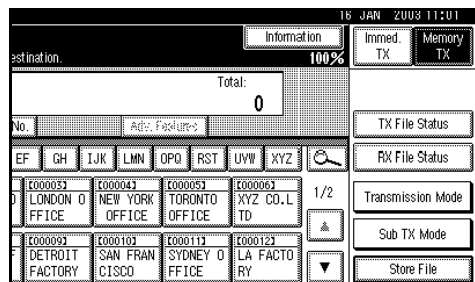 16 JAN 2003 11:01
Information
Immed. TX
Memory TX
estination.
100%
Total:
0
No.
Adv. Features
TX File Status
EF GH IJK LMN OPQ RST UVW XYZ
RX File Status
[00003] [00004] [00005] [00006]
O LONDON O NEW YORK TORONTO XYZ CO.L
FFICE OFFICE OFFICE TD
1/2
Transmission Mode
[00009] [00010] [00011] [00012]
F DETROIT SAN FRAN SYDNEY O LA FACTO
FACTORY CISCO FFICE RY
▲
▼
Sub TX Mode
Store File